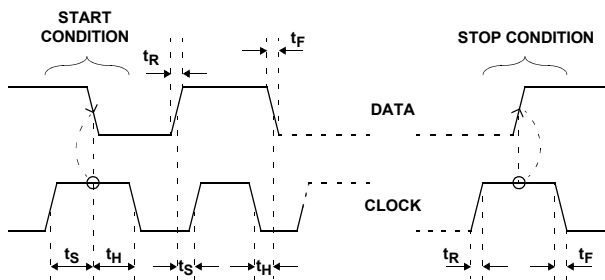 START
CONDITION
STOP CONDITION
tR
tF
DATA
CLOCK
tS
tH
tS
tH
tR
tF